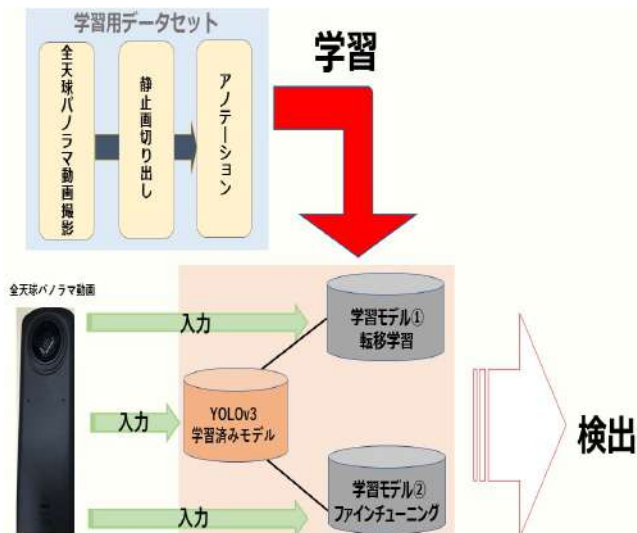 学習用データセット
全天球パノラマ動画撮影
静止画切り出し
アノテーション
学習
全天球パノラマ動画
入力
学習モデル①
転移学習
入力
YOLOv3
学習済みモデル
検出
学習モデル②
ファインチューニング
入力